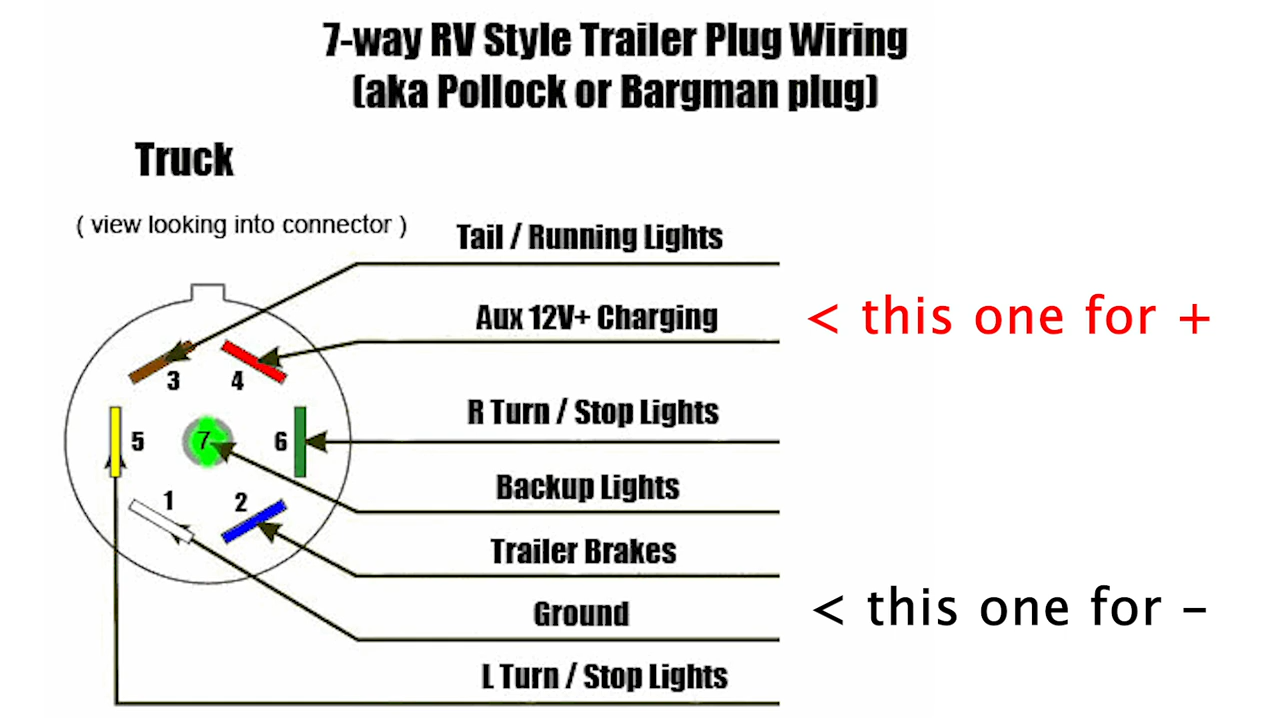 7-way RV Style Trailer Plug Wiring
(aka Pollock or Bargman plug)
Truck
( view looking into connector )
Tail / Running Lights
Aux 12V+ Charging
< this one for +
R Turn / Stop Lights
Backup Lights
Trailer Brakes
Ground
< this one for -
L Turn / Stop Lights
3
4
5
7
6
1
2